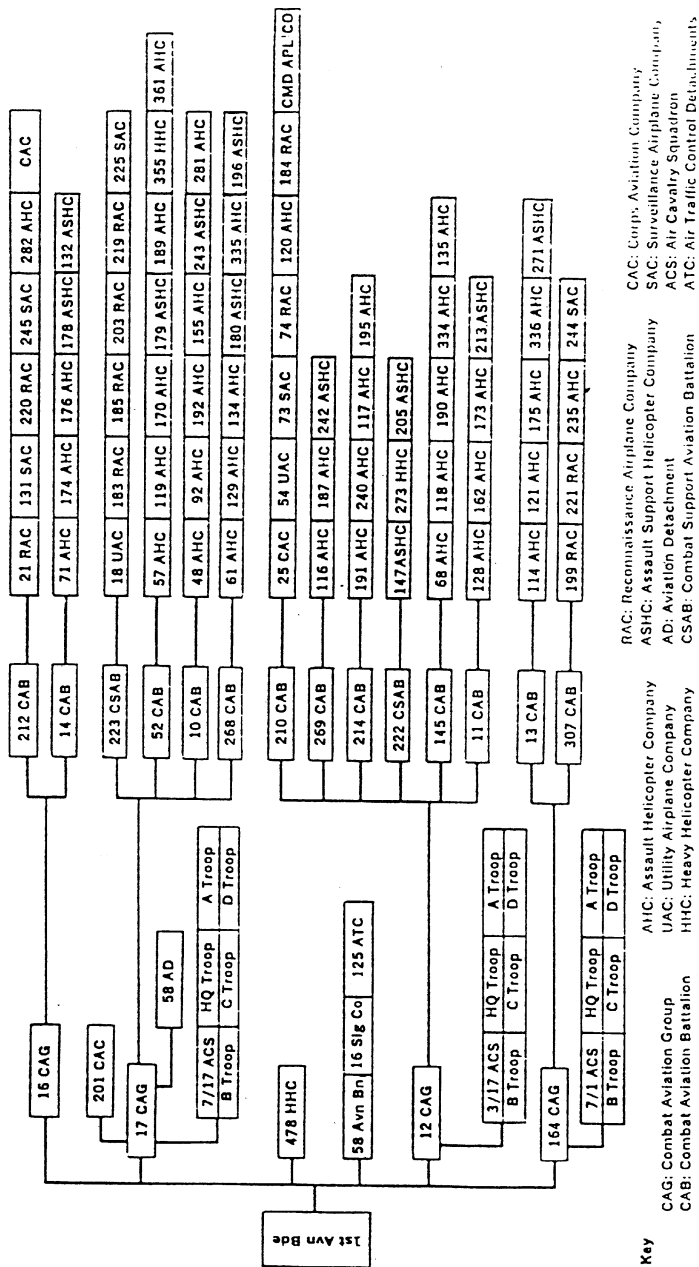 1st Avn Bde
16 CAG
212 CAB
21 RAC 131 SAC 220 RAC 245 SAC 282 AHC CAC
14 CAB
71 AHC 174 AHC 176 AHC 178 ASHC 132 ASHC
201 CAC
17 CAG
58 AD
7/17 ACS HQ Troop A Troop
B Troop C Troop D Troop
223 CSAB
18 UAC 183 RAC 185 RAC 203 RAC 219 RAC 225 SAC
52 CAB
57 AHC 119 AHC 170 AHC 179 ASHC 189 AHC 355 HHC 361 AHC
10 CAB
48 AHC 92 AHC 192 AHC 155 AHC 243 ASHC 281 AHC
268 CAB
61 AHC 129 AHC 134 AHC 180 ASHC 335 AHC 196 ASHC
478 HHC
58 Avn Bn 16 Sig Co 125 ATC
12 CAG
3/17 ACS HQ Troop A Troop
B Troop C Troop D Troop
210 CAB
25 CAC 54 UAC 73 SAC 74 RAC 120 AHC 184 RAC CMD APL'CO
269 CAB
116 AHC 187 AHC 242 ASHC
214 CAB
191 AHC 240 AHC 117 AHC 195 AHC
222 CSAB
147 ASHC 273 HHC 205 ASHC
145 CAB
68 AHC 118 AHC 190 AHC 334 AHC 135 AHC
11 CAB
128 AHC 162 AHC 173 AHC 213 ASHC
164 CAG
7/1 ACS HQ Troop A Troop
B Troop C Troop D Troop
13 CAB
114 AHC 121 AHC 175 AHC 336 AHC 271 ASHC
307 CAB
199 RAC 221 RAC 235 AHC 244 SAC
Key
CAG: Combat Aviation Group
CAB: Combat Aviation Battalion
AHC: Assault Helicopter Company
UAC: Utility Airplane Company
HHC: Heavy Helicopter Company
RAC: Reconnaissance Airplane Company
ASHC: Assault Support Helicopter Company
AD: Aviation Detachment
CSAB: Combat Support Aviation Battalion
CAC: Corps Aviation Company
SAC: Surveillance Airplane Company
ACS: Air Cavalry Squadron
ATC: Air Traffic Control Detachments